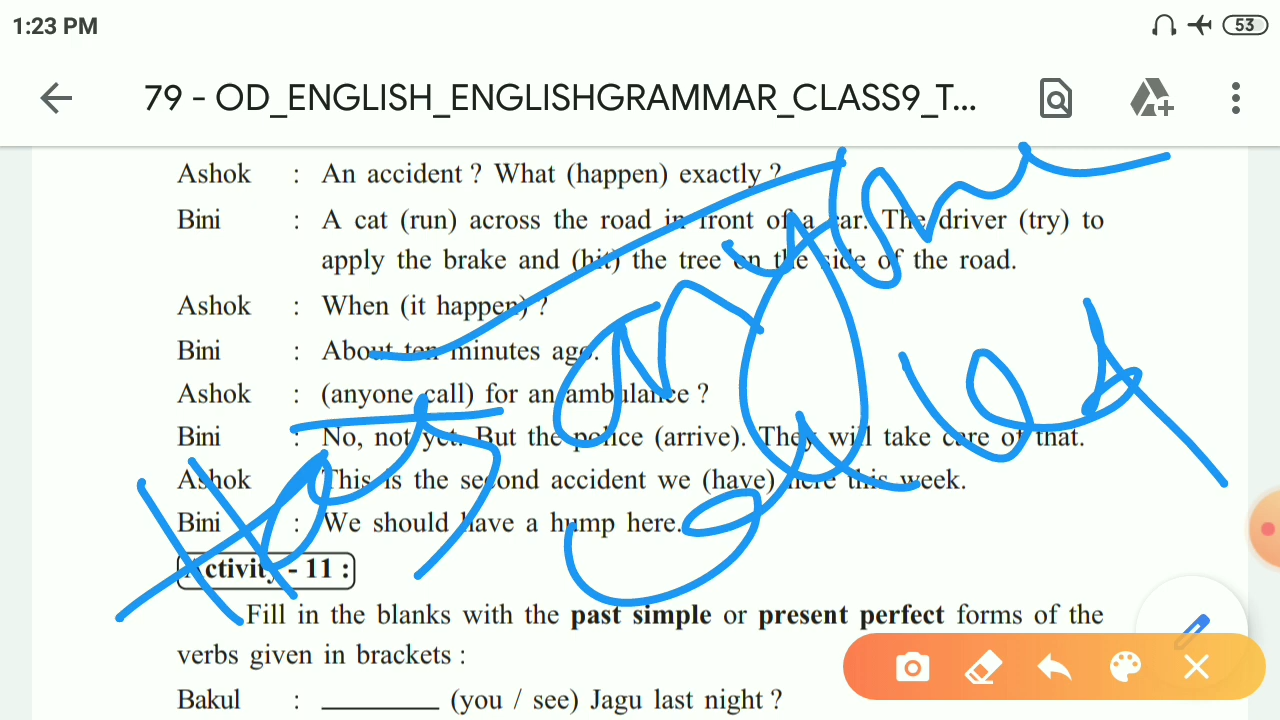 1:23 PM 53
79 - OD_ENGLISH_ENGLISHGRAMMAR_CLASS9_T...
Ashok : An accident ? What (happen) exactly ?
Bini : A cat (run) across the road in front of a car. The driver (try) to
apply the brake and (hit) the tree on the side of the road.
Ashok : When (it happen) ?
Bini : About ten minutes ago.
Ashok : (anyone call) for an ambulance ?
Bini : No, not yet. But the police (arrive). They will take care of that.
Ashok : This is the second accident we (have) here this week.
Bini : We should have a hump here.
Activity - 11 :
Fill in the blanks with the past simple or present perfect forms of the
verbs given in brackets :
Bakul : ________ (you / see) Jagu last night ?